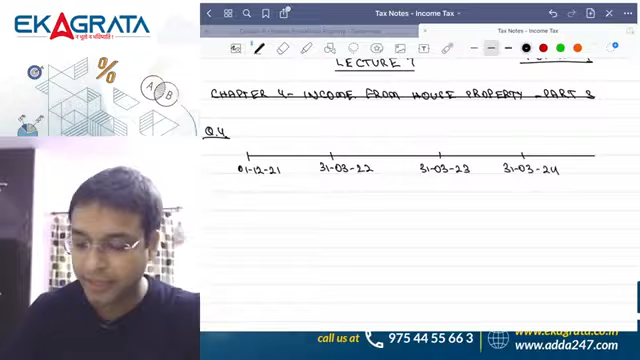 EKAGRATA
Tax Notes - Income Tax
LECTURE 7
CHAPTER 4- INCOME FROM HOUSE PROPERTY -PART 3
Q.4
01-12-21 31-03-22 31-03-23 31-03-24
%
A B
call us at 975 44 55 66 3
www.ekagrata.co.in
www.adda247.com